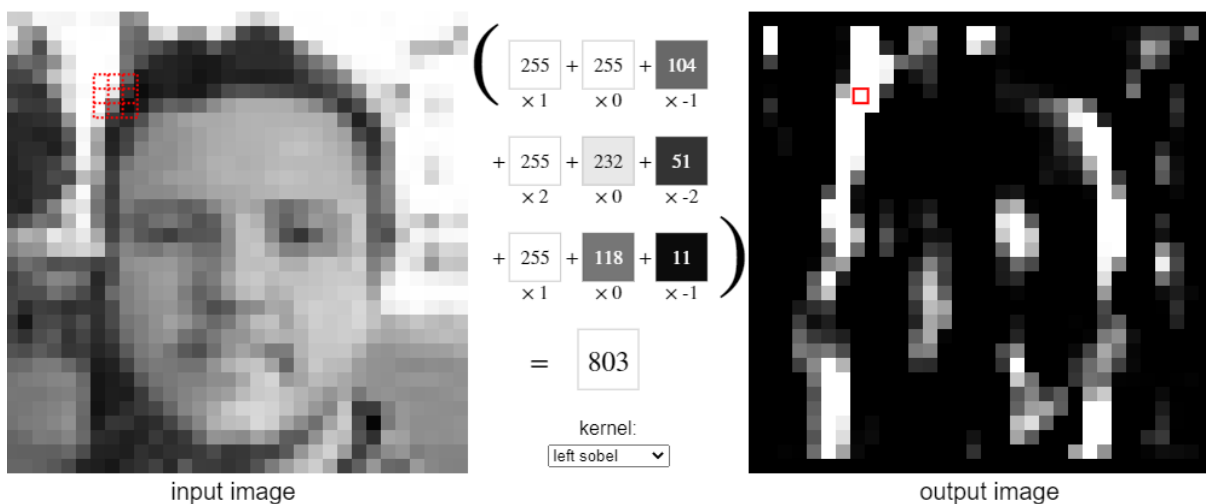 ( 255 + 255 + 104
× 1 × 0 × -1
+ 255 + 232 + 51
× 2 × 0 × -2
+ 255 + 118 + 11 )
× 1 × 0 × -1
= 803
kernel:
left sobel
input image
output image